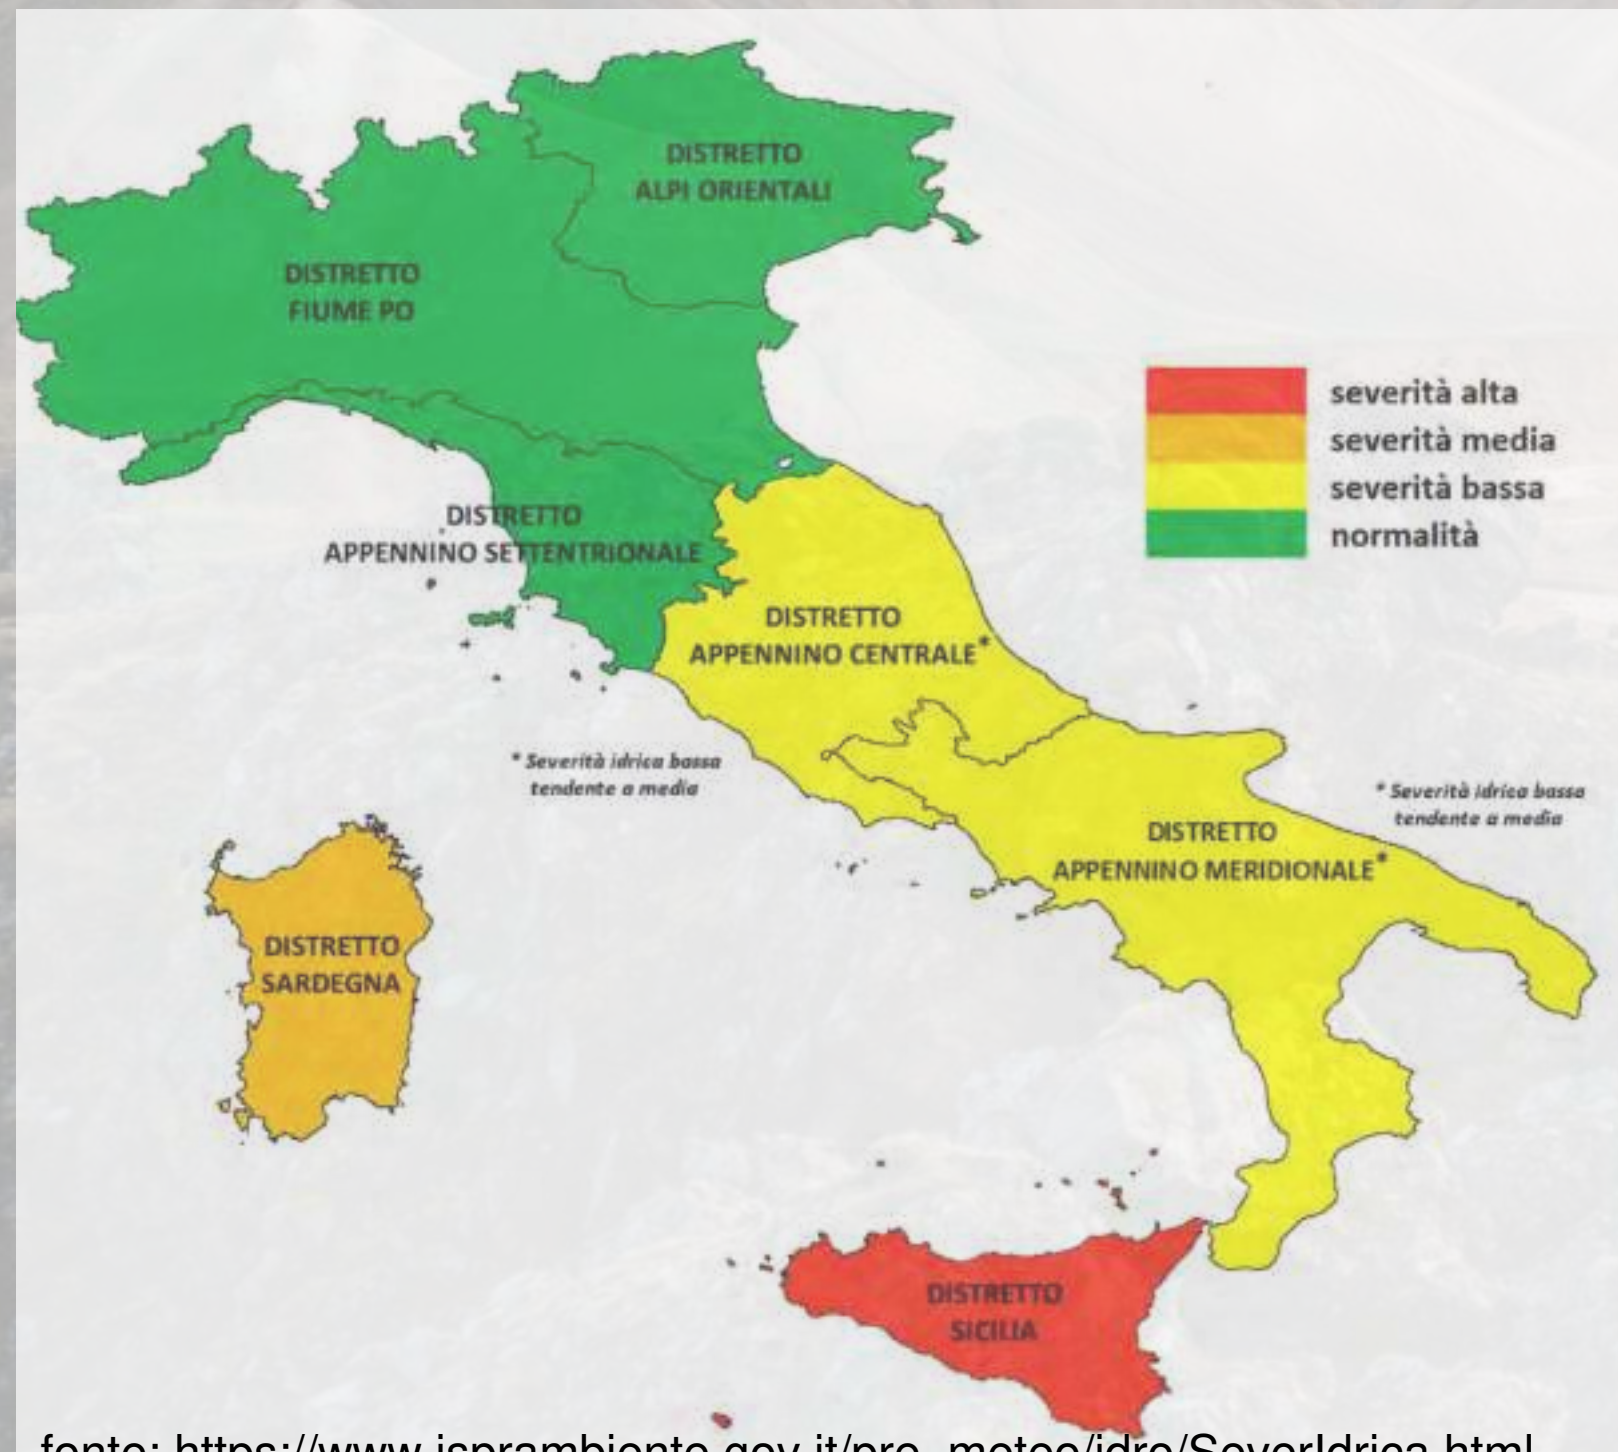 DISTRETTO
ALPI ORIENTALI
DISTRETTO
FIUME PO
severità alta
severità media
severità bassa
normalità
DISTRETTO
APPENNINO SETTENTRIONALE
DISTRETTO
APPENNINO CENTRALE*
* Severità idrica bassa
tendente a media
* Severità idrica bassa
tendente a media
DISTRETTO
APPENNINO MERIDIONALE*
DISTRETTO
SARDEGNA
DISTRETTO
SICILIA
fonte: https://www.isprambiente.gov.it/pre_meteo/idro/SeverIdrica.html